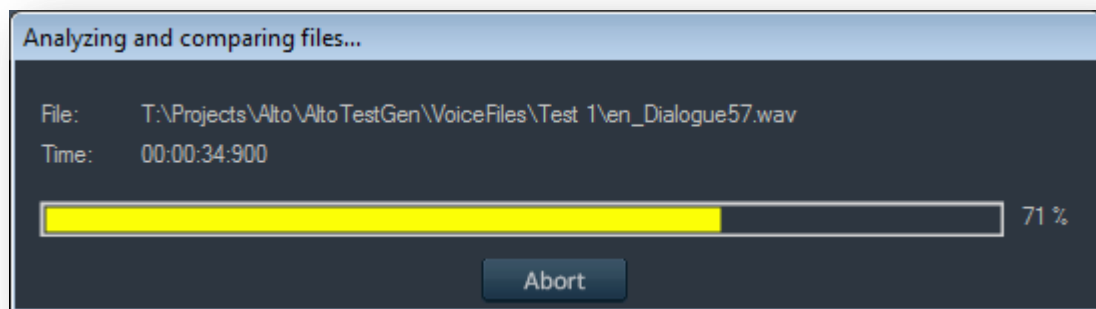 Analyzing and comparing files...
File: T:\Projects\Alto\AltoTestGen\VoiceFiles\Test 1\en_Dialogue57.wav
Time: 00:00:34:900
71 %
Abort